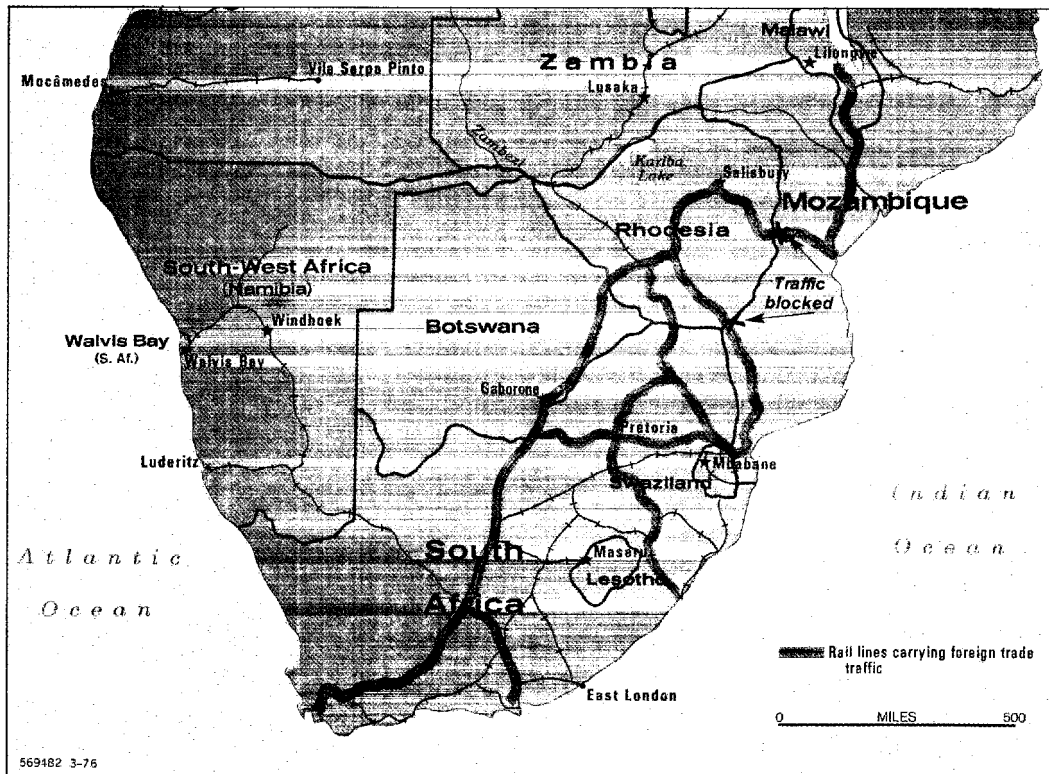 Malawi
Lilongwe
Zambia
Moçâmedes
Vila Serpa Pinto
Lusaka
Zambezi
Kariba
Lake
Salisbury
Mozambique
Rhodesia
South-West Africa
(Namibia)
Traffic
blocked
Windhoek
Botswana
Walvis Bay
(S. Af.)
Walvis Bay
Gaborone
Pretoria
Mbabane
Luderitz
Swaziland
Indian
Ocean
Atlantic
Ocean
South
Africa
Maseru
Lesotho
Rail lines carrying foreign trade
traffic
East London
0 MILES 500
569482 3-76